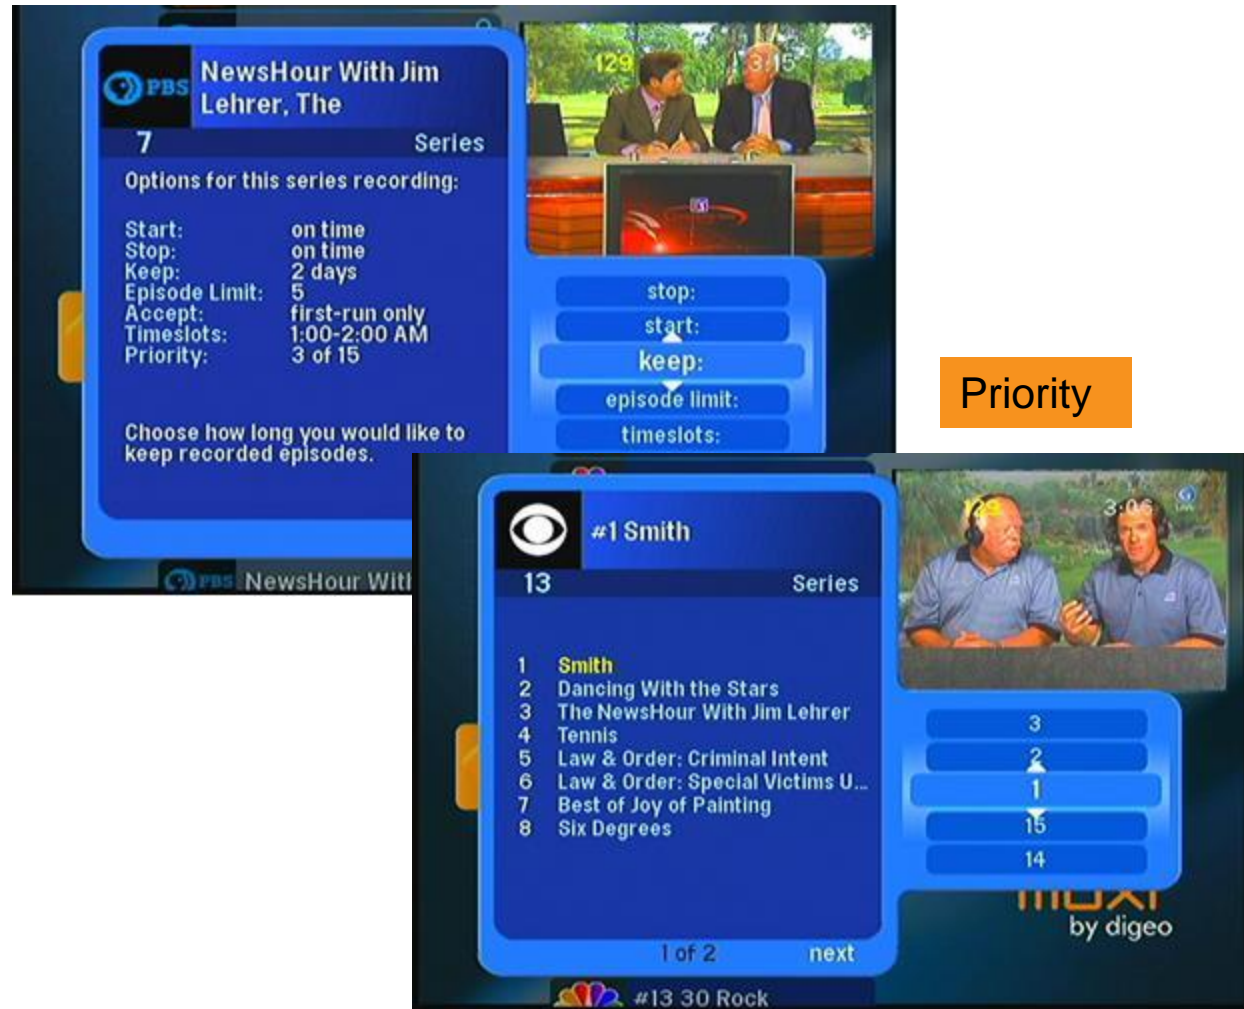 PBS
NewsHour With Jim
Lehrer, The
7
Series
Options for this series recording:
Start: on time
Stop: on time
Keep: 2 days
Episode Limit: 5
Accept: first-run only
Timeslots: 1:00-2:00 AM
Priority: 3 of 15
Choose how long you would like to
keep recorded episodes.
129
3:15
stop:
start:
keep:
episode limit:
timeslots:
PBS NewsHour With
Priority
#1 Smith
13
Series
1 Smith
2 Dancing With the Stars
3 The NewsHour With Jim Lehrer
4 Tennis
5 Law & Order: Criminal Intent
6 Law & Order: Special Victims U...
7 Best of Joy of Painting
8 Six Degrees
1 of 2
next
129
3:06
3
2
1
15
14
moxi
by digeo
#13 30 Rock